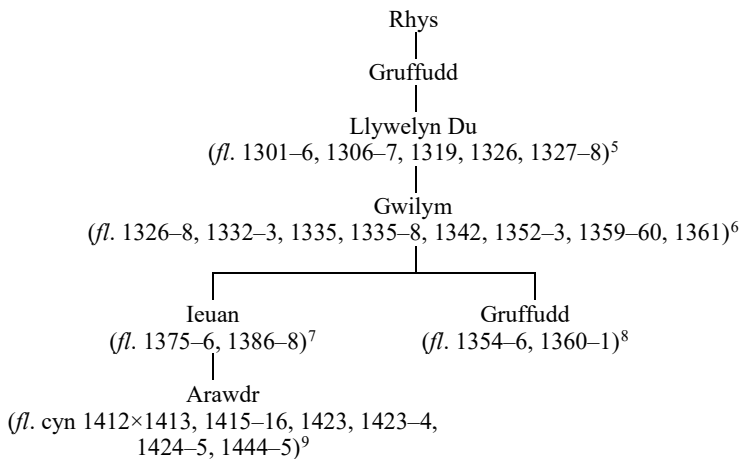 Rhys
Gruffudd
Llywelyn Du
(fl. 1301–6, 1306–7, 1319, 1326, 1327–8)⁵
Gwilym
(fl. 1326–8, 1332–3, 1335, 1335–8, 1342, 1352–3, 1359–60, 1361)⁶
Ieuan
(fl. 1375–6, 1386–8)⁷
Gruffudd
(fl. 1354–6, 1360–1)⁸
Arawdr
(fl. cyn 1412×1413, 1415–16, 1423, 1423–4,
1424–5, 1444–5)⁹